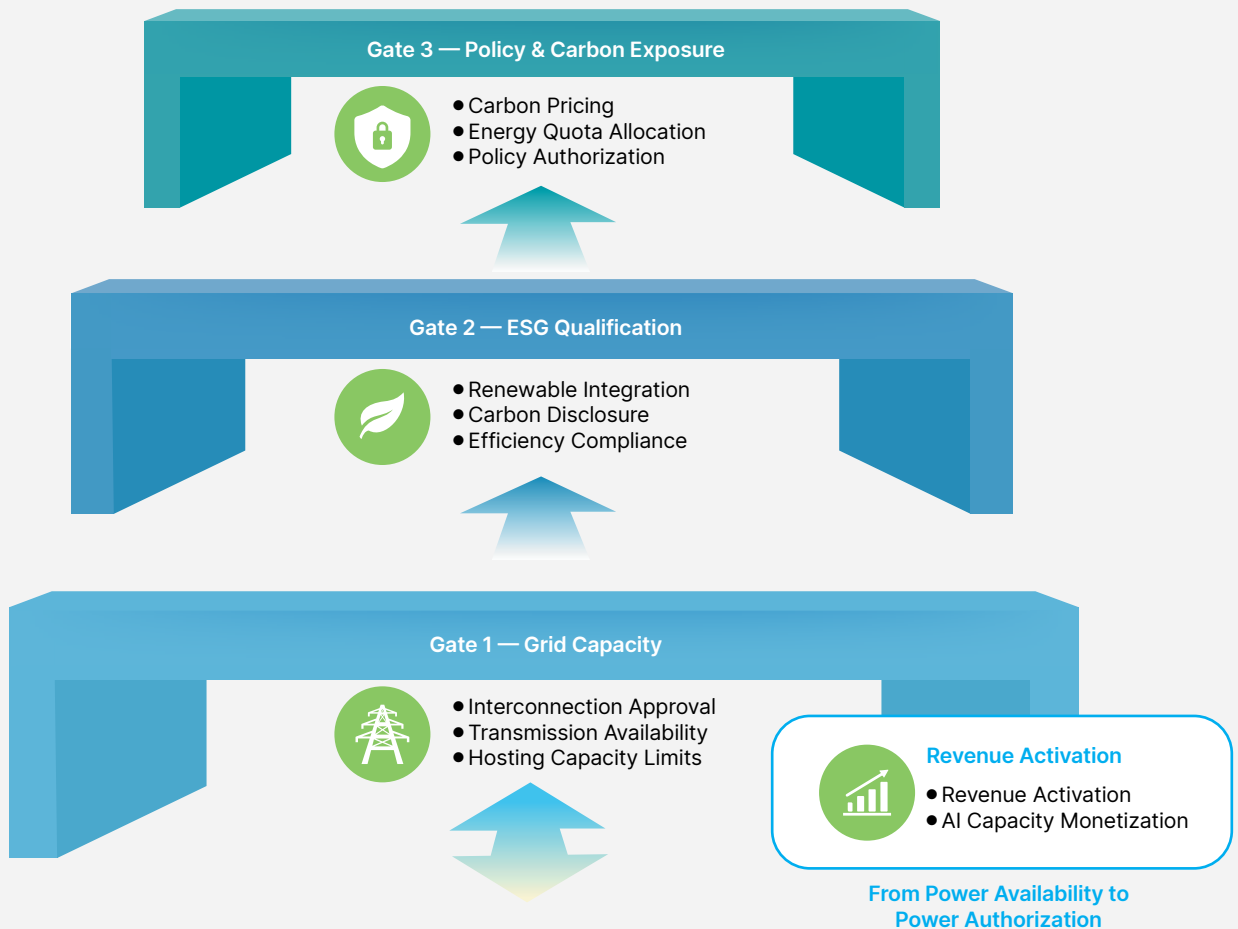 Gate 3 — Policy & Carbon Exposure
● Carbon Pricing
● Energy Quota Allocation
● Policy Authorization
Gate 2 — ESG Qualification
● Renewable Integration
● Carbon Disclosure
● Efficiency Compliance
Gate 1 — Grid Capacity
● Interconnection Approval
● Transmission Availability
● Hosting Capacity Limits
Revenue Activation
● Revenue Activation
● AI Capacity Monetization
From Power Availability to
Power Authorization